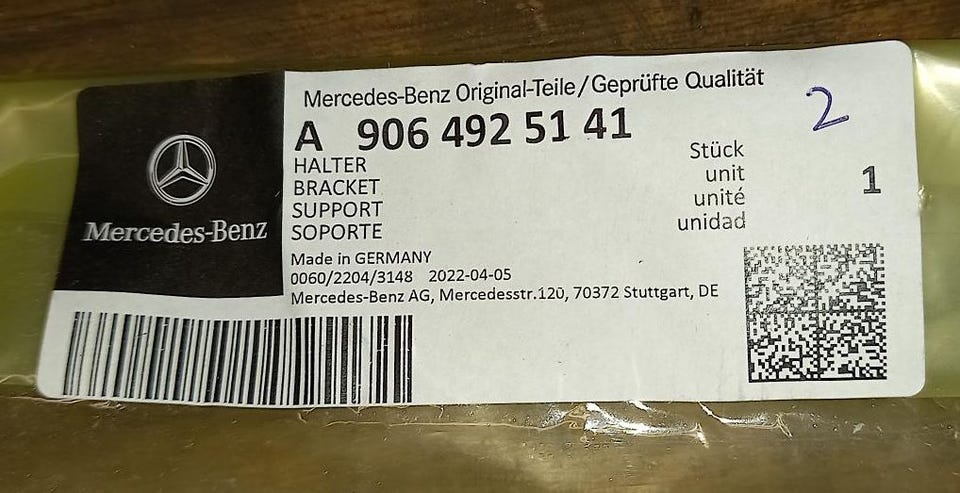 Mercedes-Benz Original-Teile/Geprüfte Qualität
2
A 906 492 51 41
HALTER
BRACKET
SUPPORT
SOPORTE
Stück
unit
unité
unidad
1
Mercedes-Benz
Made in GERMANY
0060/2204/3148 2022-04-05
Mercedes-Benz AG, Mercedesstr.120, 70372 Stuttgart, DE